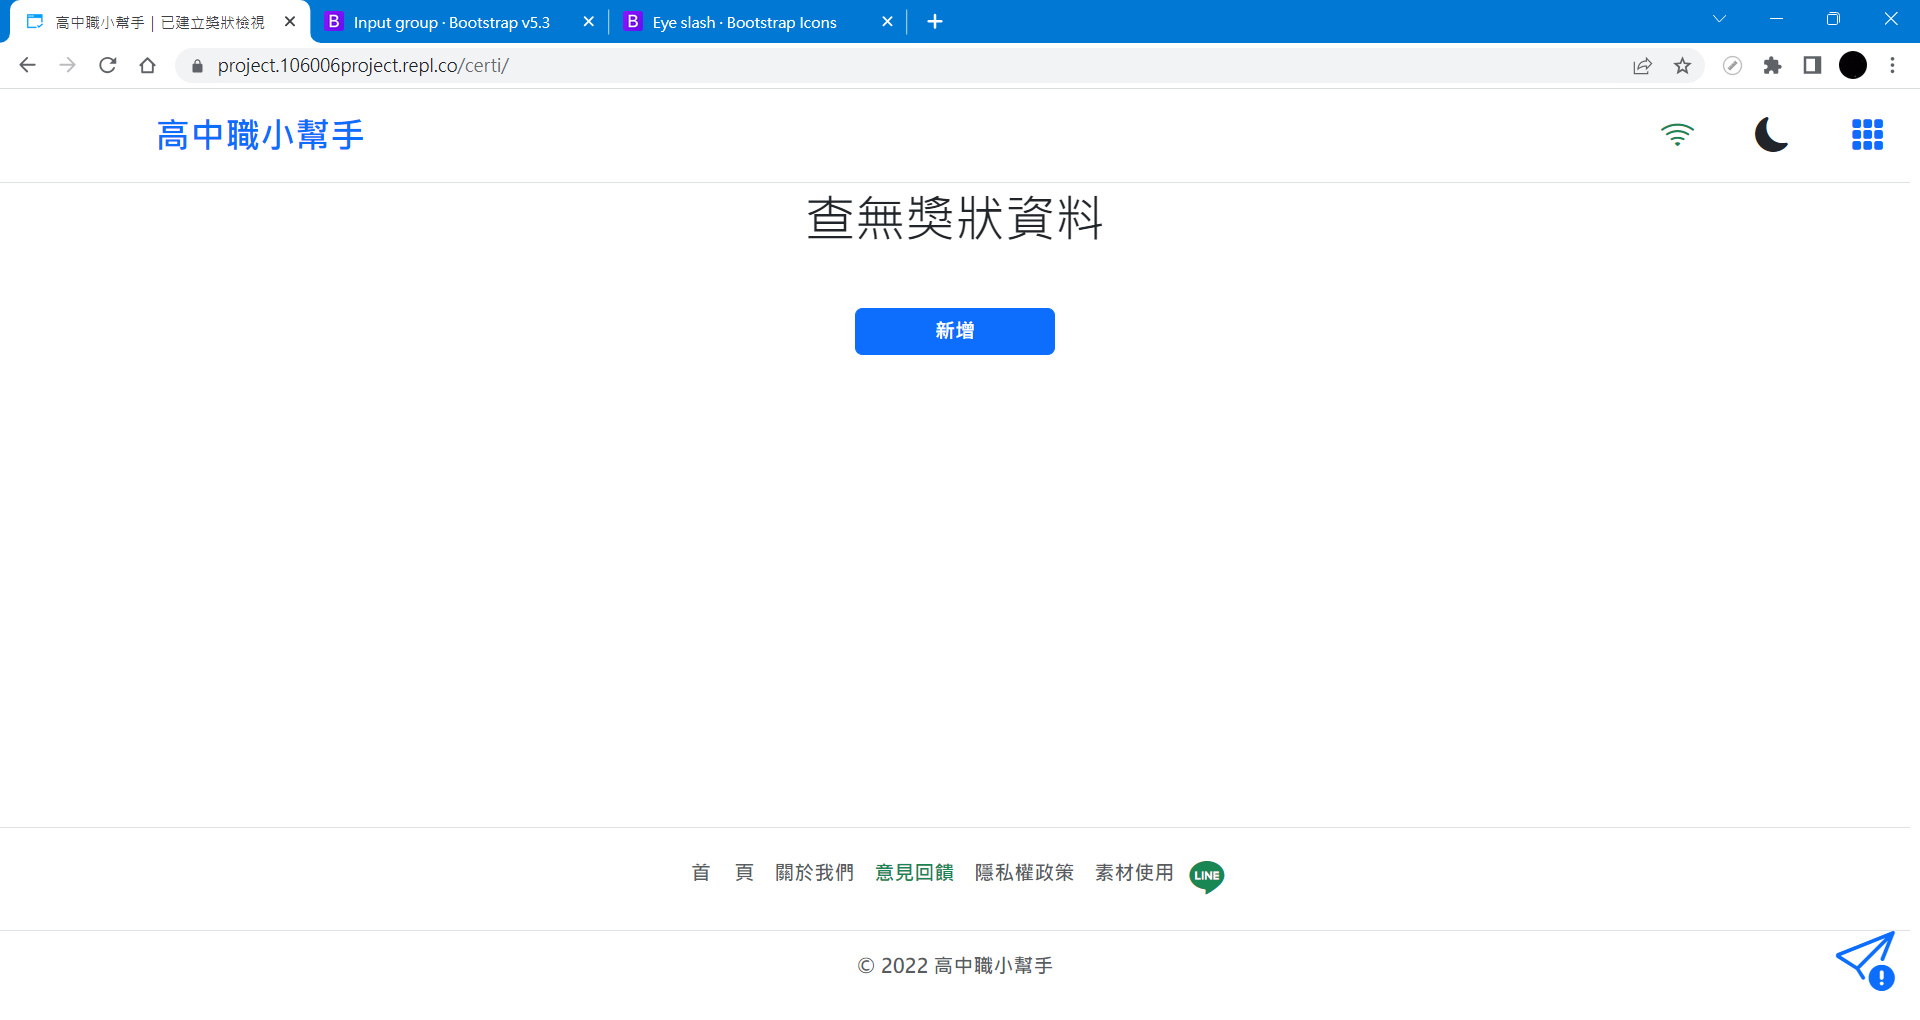 高中職小幫手 | 已建立獎狀檢視
B Input group · Bootstrap v5.3
B Eye slash · Bootstrap Icons
project.106006project.repl.co/certi/
高中職小幫手
查無獎狀資料
新增
首 頁 關於我們 意見回饋 隱私權政策 素材使用 LINE
© 2022 高中職小幫手